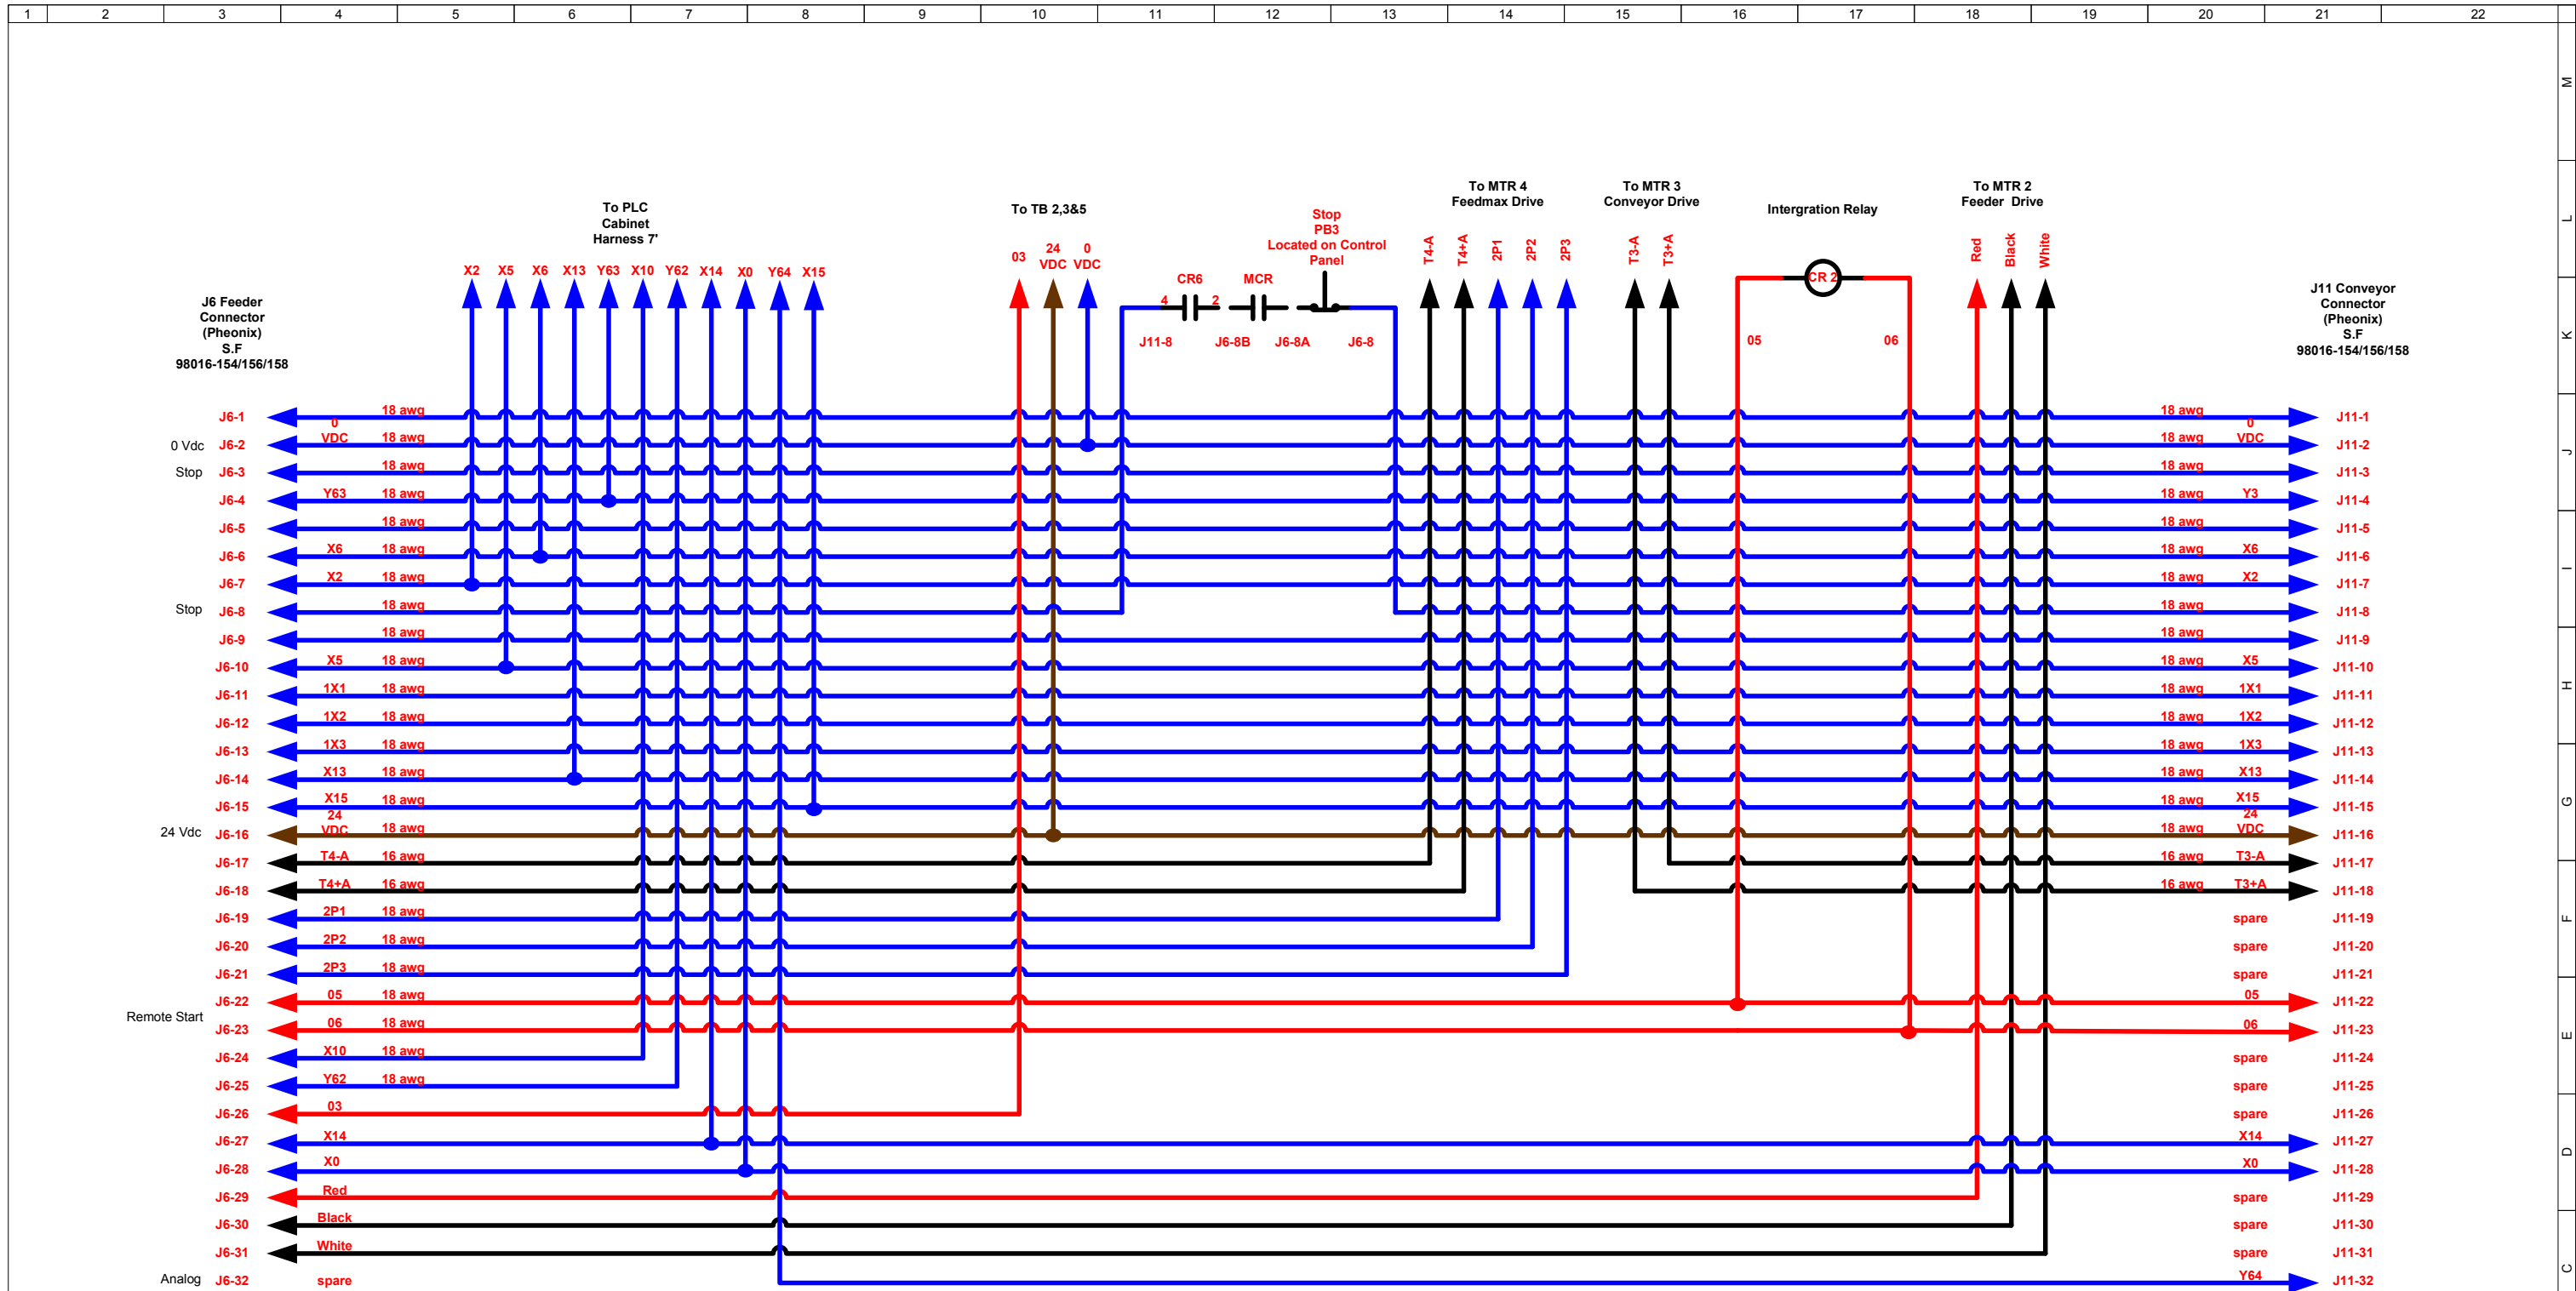 1 2 3 4 5 6 7 8 9 10 11 12 13 14 15 16 17 18 19 20 21 22
M
L
K
J
I
H
G
F
E
D
C
To PLC
Cabinet
Harness 7'
To TB 2,3&5
Stop
PB3
Located on Control
Panel
To MTR 4
Feedmax Drive
To MTR 3
Conveyor Drive
Intergration Relay
To MTR 2
Feeder Drive
X2 X5 X6 X13 Y63 X10 Y62 X14 X0 Y64 X15
03
24
VDC
0
VDC
CR6
MCR
4 2
J11-8 J6-8B J6-8A J6-8
T4-A T4+A 2P1 2P2 2P3
T3-A T3+A
CR 2
05 06
Red Black White
J6 Feeder
Connector
(Pheonix)
S.F
98016-154/156/158
J11 Conveyor
Connector
(Pheonix)
S.F
98016-154/156/158
J6-1 18 awg 18 awg J11-1
0 Vdc J6-2 0 VDC 18 awg 18 awg 0 VDC J11-2
Stop J6-3 18 awg 18 awg J11-3
J6-4 Y63 18 awg 18 awg Y3 J11-4
J6-5 18 awg 18 awg J11-5
J6-6 X6 18 awg 18 awg X6 J11-6
J6-7 X2 18 awg 18 awg X2 J11-7
Stop J6-8 18 awg 18 awg J11-8
J6-9 18 awg 18 awg J11-9
J6-10 X5 18 awg 18 awg X5 J11-10
J6-11 1X1 18 awg 18 awg 1X1 J11-11
J6-12 1X2 18 awg 18 awg 1X2 J11-12
J6-13 1X3 18 awg 18 awg 1X3 J11-13
J6-14 X13 18 awg 18 awg X13 J11-14
J6-15 X15 18 awg 18 awg X15 J11-15
24 Vdc J6-16 24 VDC 18 awg 18 awg 24 VDC J11-16
J6-17 T4-A 16 awg 16 awg T3-A J11-17
J6-18 T4+A 16 awg 16 awg T3+A J11-18
J6-19 2P1 18 awg spare J11-19
J6-20 2P2 18 awg spare J11-20
J6-21 2P3 18 awg spare J11-21
J6-22 05 18 awg 05 J11-22
Remote Start
J6-23 06 18 awg 06 J11-23
J6-24 X10 18 awg spare J11-24
J6-25 Y62 18 awg spare J11-25
J6-26 03 spare J11-26
J6-27 X14 X14 J11-27
J6-28 X0 X0 J11-28
J6-29 Red spare J11-29
J6-30 Black spare J11-30
J6-31 White spare J11-31
Analog J6-32 spare Y64 J11-32